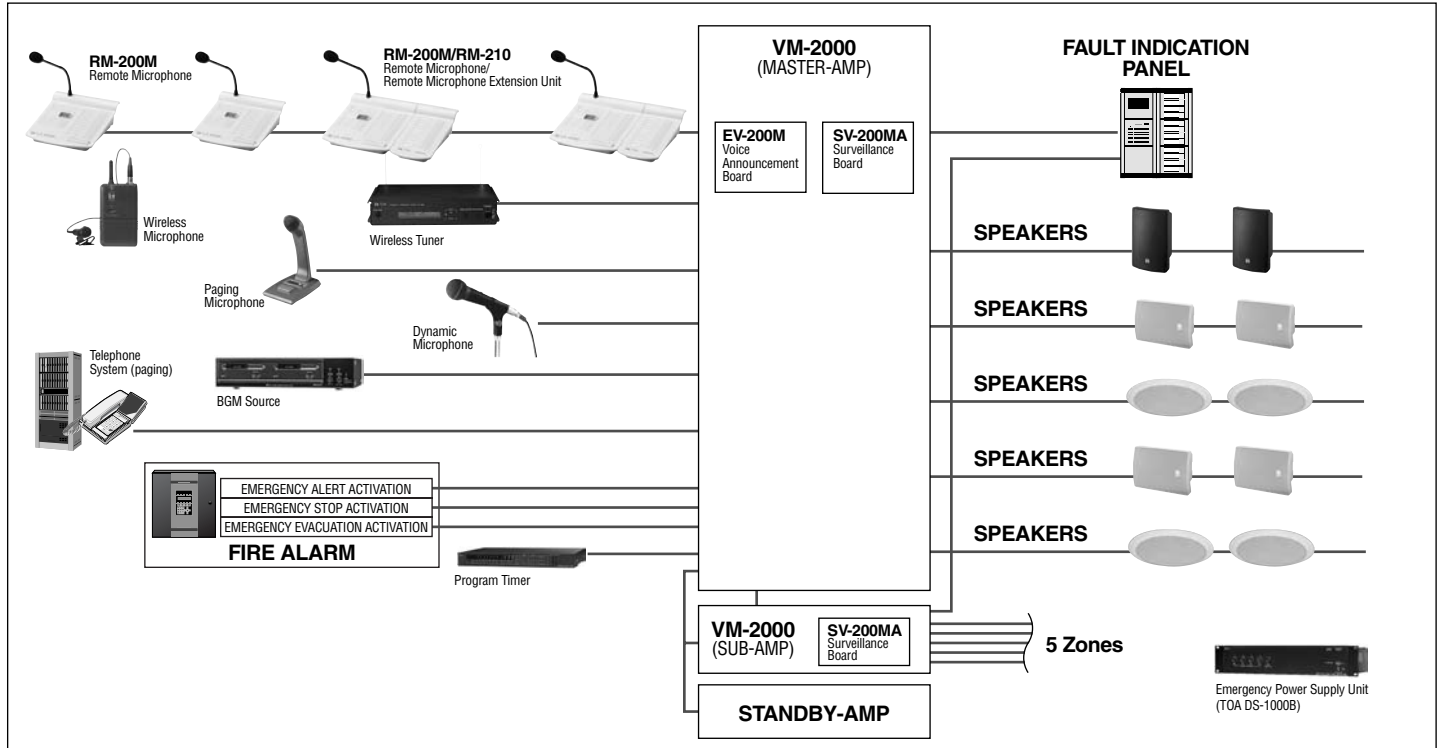 RM-200M
Remote Microphone
RM-200M/RM-210
Remote Microphone/
Remote Microphone Extension Unit
VM-2000
(MASTER-AMP)
EV-200M
Voice
Announcement
Board
SV-200MA
Surveillance
Board
FAULT INDICATION
PANEL
Wireless
Microphone
Wireless Tuner
Paging
Microphone
Dynamic
Microphone
Telephone
System (paging)
BGM Source
EMERGENCY ALERT ACTIVATION
EMERGENCY STOP ACTIVATION
EMERGENCY EVACUATION ACTIVATION
FIRE ALARM
Program Timer
SPEAKERS
SPEAKERS
SPEAKERS
SPEAKERS
SPEAKERS
VM-2000
(SUB-AMP)
SV-200MA
Surveillance
Board
5 Zones
STANDBY-AMP
Emergency Power Supply Unit
(TOA DS-1000B)